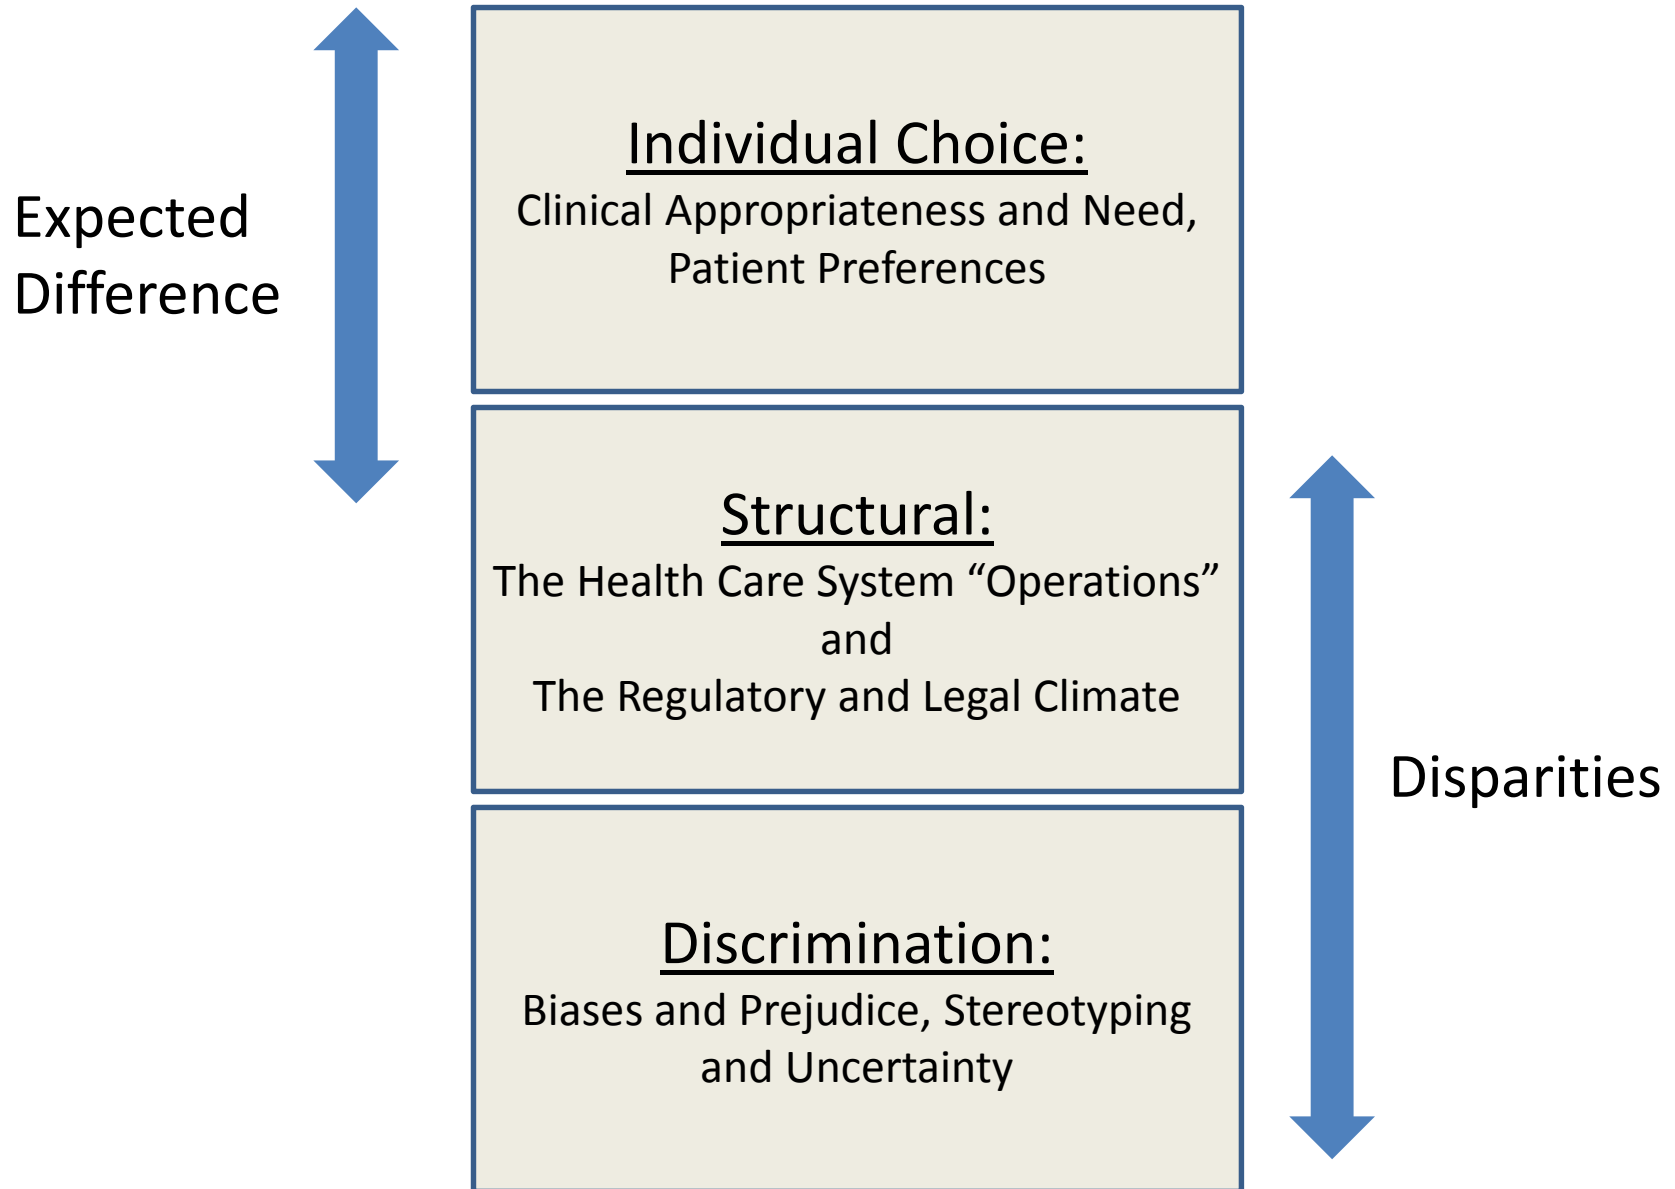 Expected
Difference
Individual Choice:
Clinical Appropriateness and Need,
Patient Preferences
Structural:
The Health Care System “Operations”
and
The Regulatory and Legal Climate
Disparities
Discrimination:
Biases and Prejudice, Stereotyping
and Uncertainty